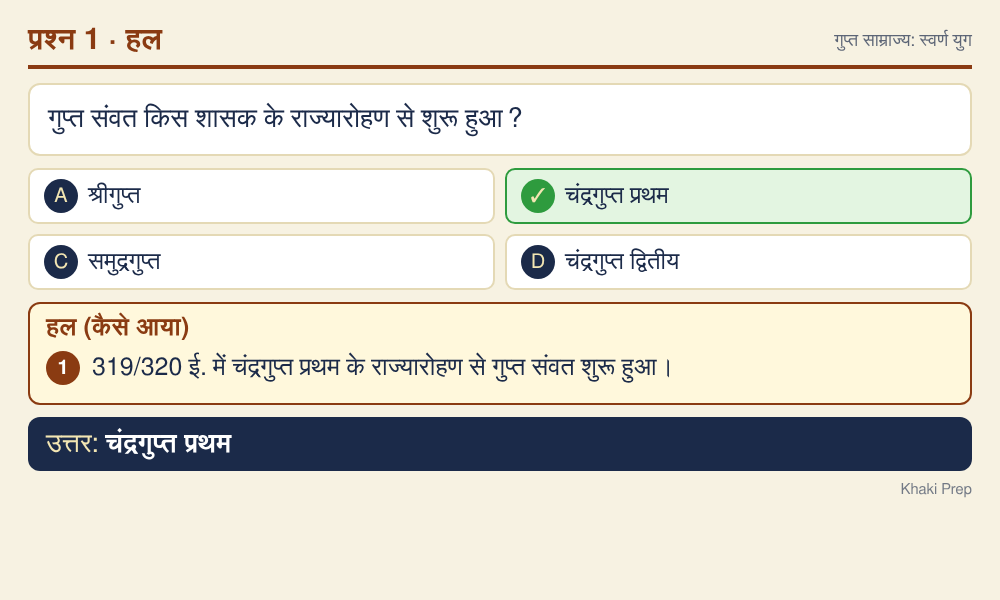 प्रश्न 1 · हल
गुप्त साम्राज्य: स्वर्ण युग
गुप्त संवत किस शासक के राज्यारोहण से शुरू हुआ ?
A श्रीगुप्त
✓ चंद्रगुप्त प्रथम
C समुद्रगुप्त
D चंद्रगुप्त द्वितीय
हल (कैसे आया)
1 319/320 ई. में चंद्रगुप्त प्रथम के राज्यारोहण से गुप्त संवत शुरू हुआ।
उत्तर: चंद्रगुप्त प्रथम
Khaki Prep